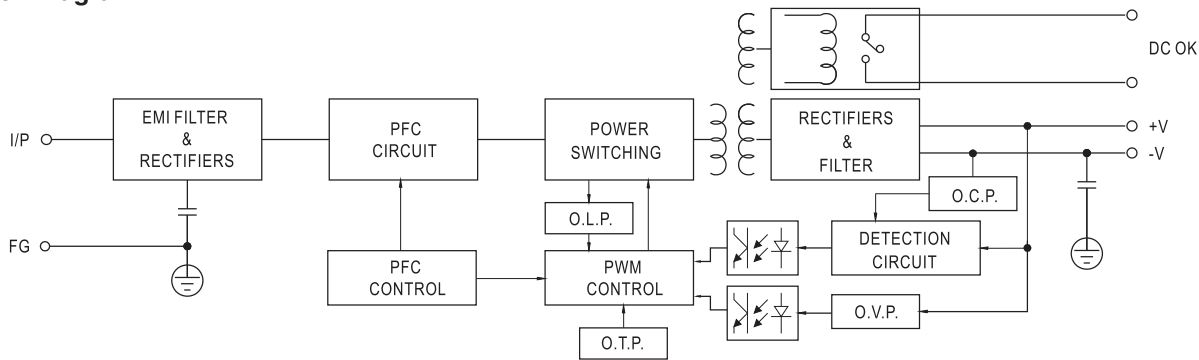 DC OK
EMI FILTER
&
RECTIFIERS
PFC
CIRCUIT
POWER
SWITCHING
RECTIFIERS
&
FILTER
I/P
+V
-V
O.C.P.
O.L.P.
FG
DETECTION
CIRCUIT
PFC
CONTROL
PWM
CONTROL
O.V.P.
O.T.P.